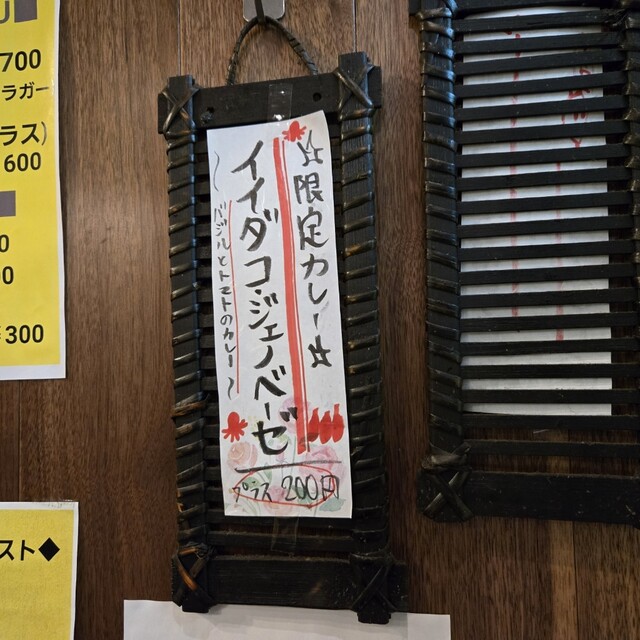 ☆限定カレー☆
イイダコ・ジェノベーゼ
〜バジルとトマトのカレー〜
プラス 200円
700
ラガー
ラス)
600
0
0
300
スト◆